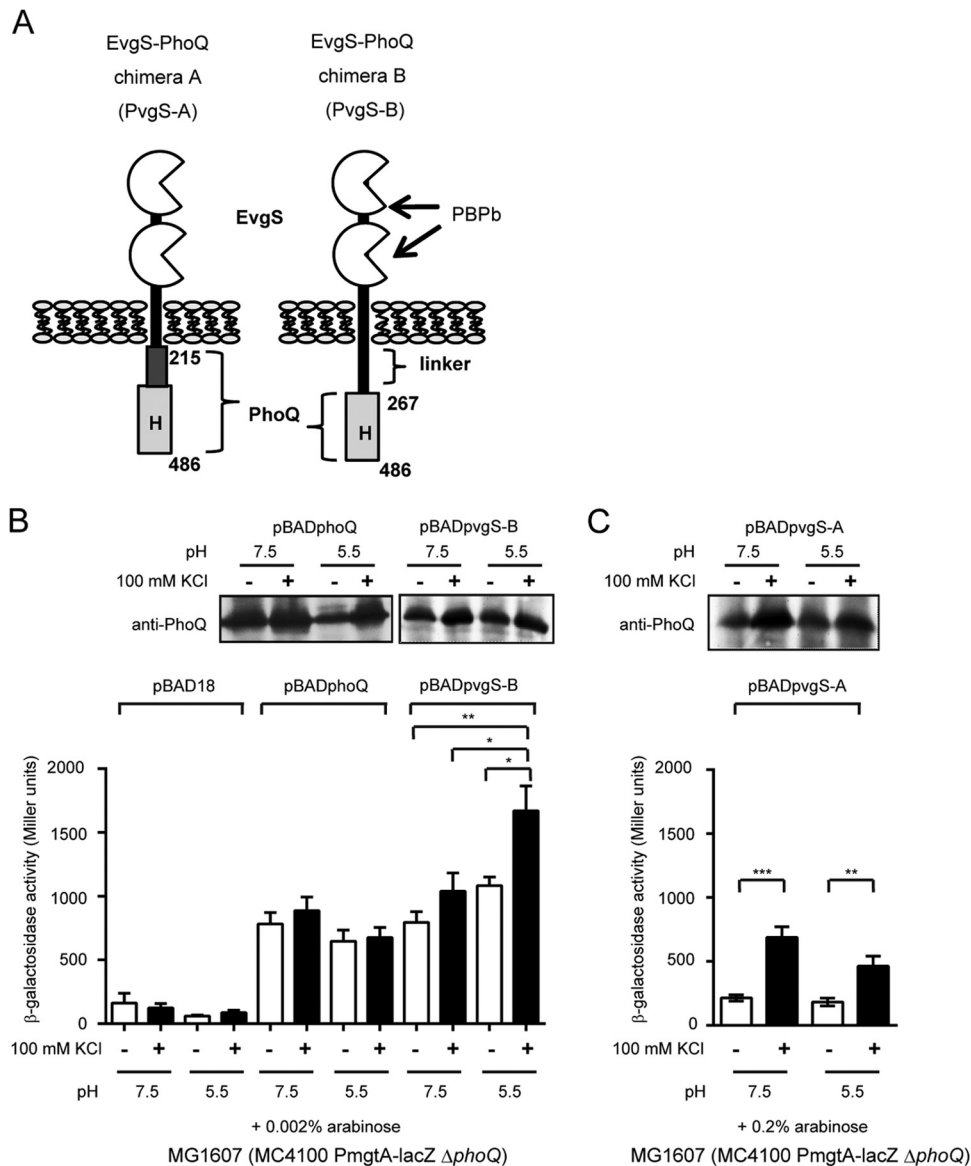 A
EvgS-PhoQ
chimera A
(PvgS-A)
EvgS-PhoQ
chimera B
(PvgS-B)
EvgS
PBPb
215
linker
PhoQ
267
H
H
486
486
B
pBADphoQ pBADpvgS-B
pH 7.5 5.5 7.5 5.5
100 mM KCl - + - + - + - +
anti-PhoQ
pBAD18 pBADphoQ pBADpvgS-B
**
*
*
β-galactosidase activity (Miller units)
2000
1500
1000
500
0
100 mM KCl - + - + - + - + - + - +
pH 7.5 5.5 7.5 5.5 7.5 5.5
+ 0.002% arabinose
MG1607 (MC4100 PmgtA-lacZ ΔphoQ)
C
pBADpvgS-A
pH 7.5 5.5
100 mM KCl - + - +
anti-PhoQ
pBADpvgS-A
*** **
β-galactosidase activity (Miller units)
2000
1500
1000
500
0
100 mM KCl - + - +
pH 7.5 5.5
+ 0.2% arabinose
MG1607 (MC4100 PmgtA-lacZ ΔphoQ)